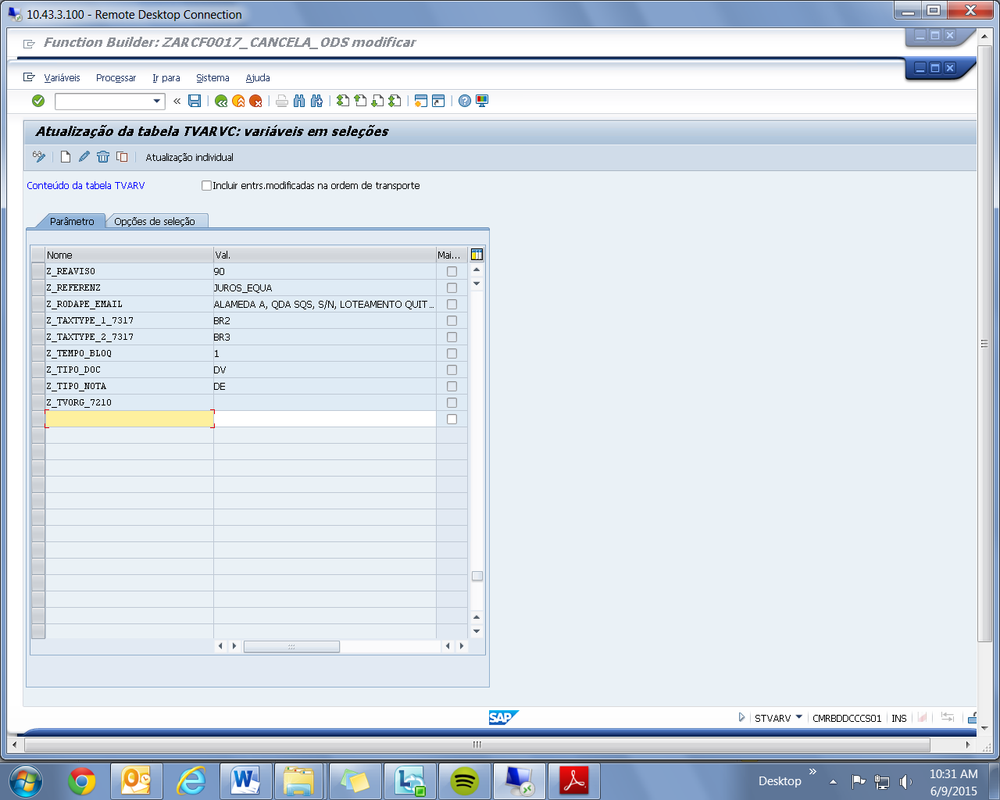 10.43.3.100 - Remote Desktop Connection
Function Builder: ZARCF0017_CANCELA_ODS modificar
Variáveis Processar Ir para Sistema Ajuda
Atualização da tabela TVARVC: variáveis em seleções
Atualização individual
Conteúdo da tabela TVARV Incluir entrs.modificadas na ordem de transporte
Parâmetro Opções de seleção
Nome Val. Mai...
Z_REAVISO 90
Z_REFERENZ JUROS_EQUA
Z_RODAPE_EMAIL ALAMEDA A, QDA SQS, S/N, LOTEAMENTO QUIT ...
Z_TAXTYPE_1_7317 BR2
Z_TAXTYPE_2_7317 BR3
Z_TEMPO_BLOQ 1
Z_TIPO_DOC DV
Z_TIPO_NOTA DE
Z_TVORG_7210
SAP STVARV CMRBDDCCCS01 INS
Desktop 10:31 AM
6/9/2015